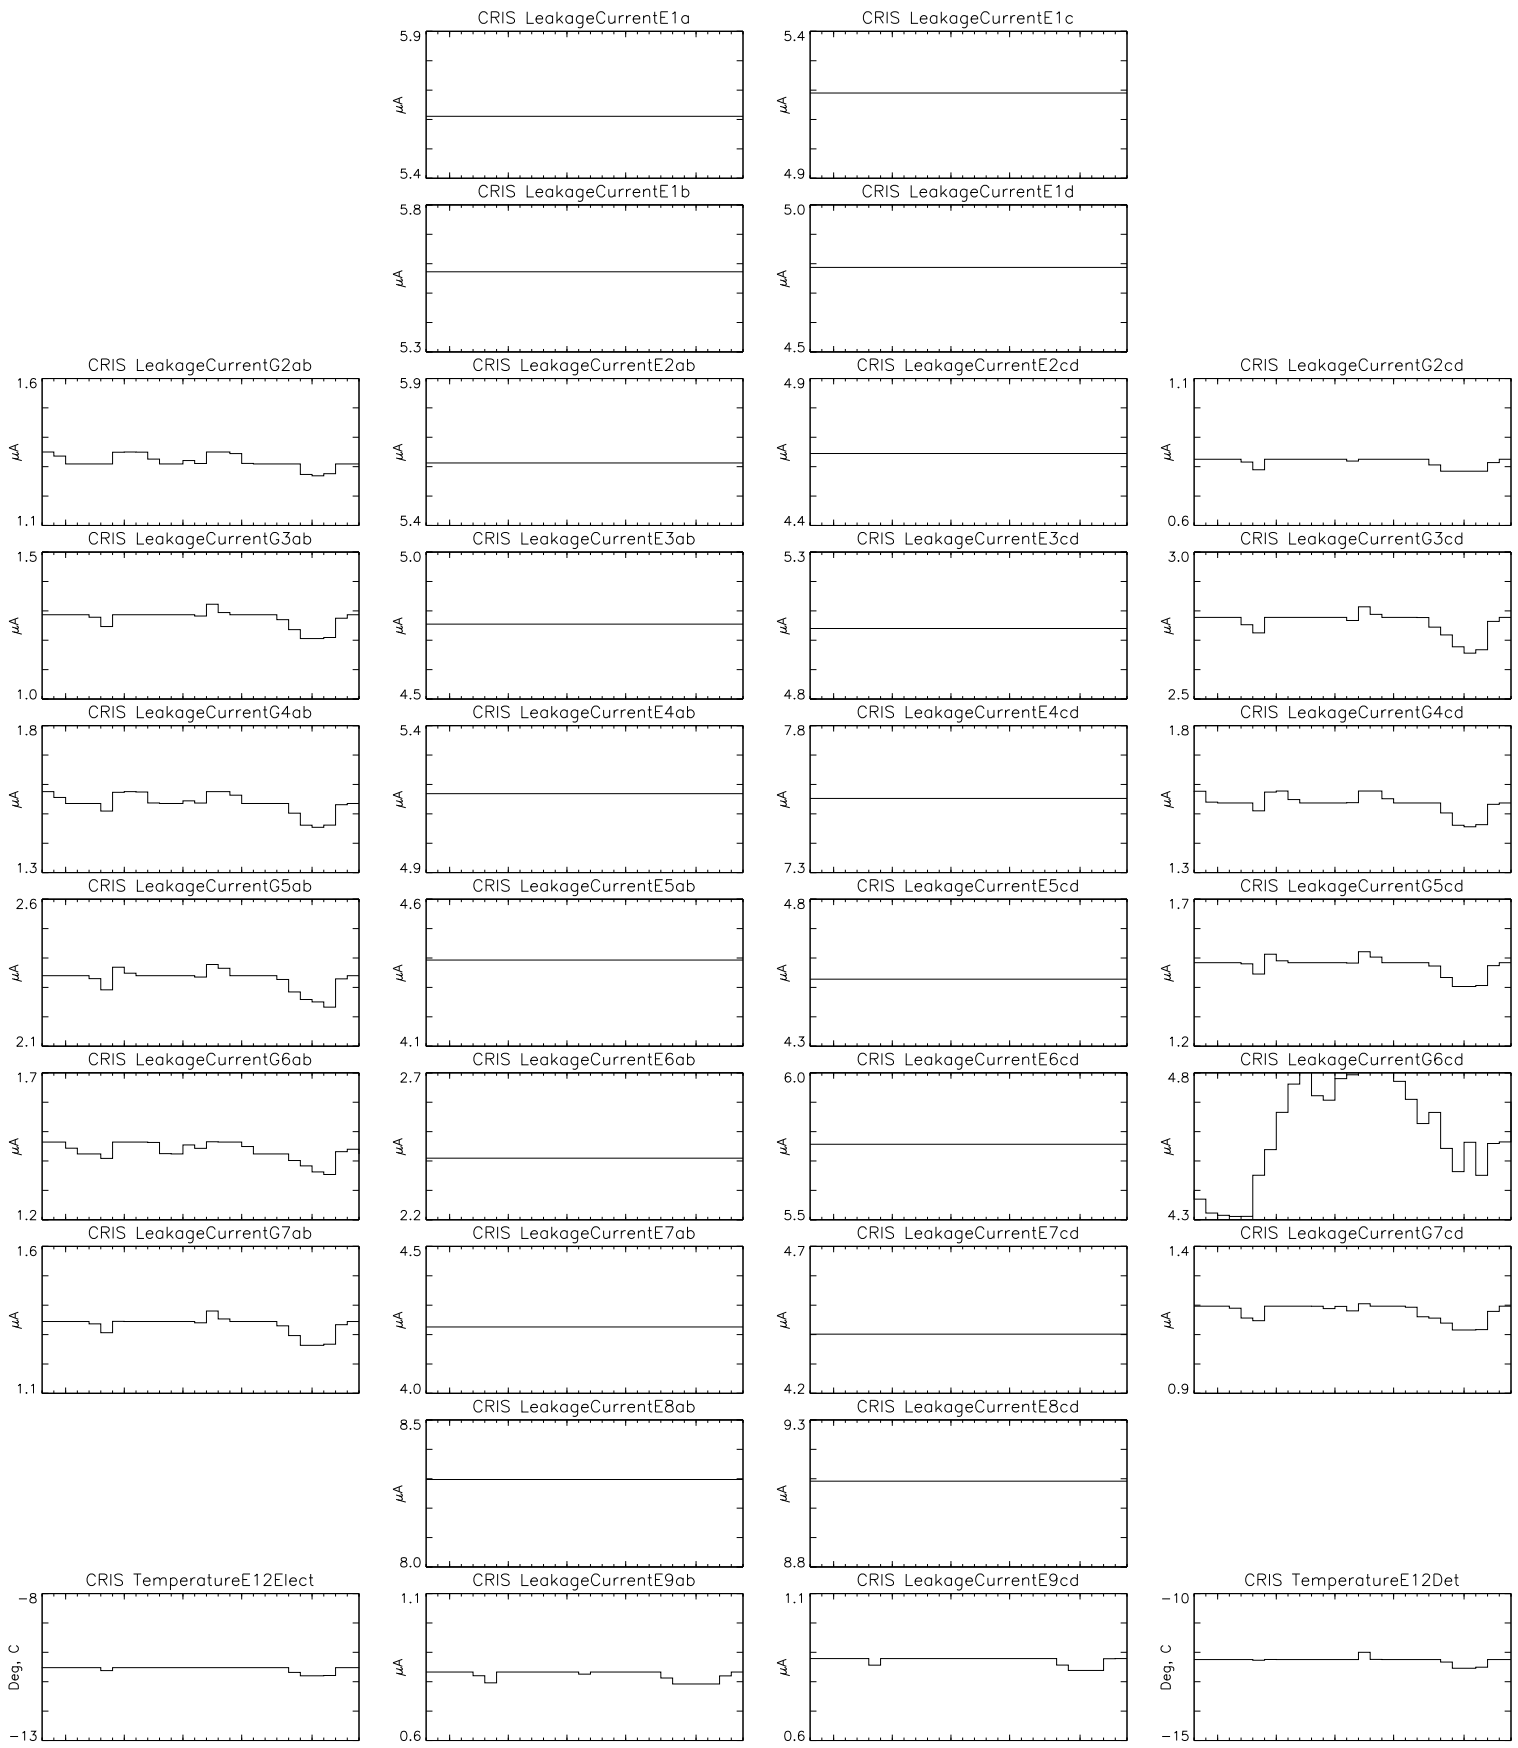 CRIS LeakageCurrentE1a
CRIS LeakageCurrentE1c
5.9
µA
5.4
5.4
µA
4.9
CRIS LeakageCurrentE1b
CRIS LeakageCurrentE1d
5.8
µA
5.3
5.0
µA
4.5
CRIS LeakageCurrentG2ab
CRIS LeakageCurrentE2ab
CRIS LeakageCurrentE2cd
CRIS LeakageCurrentG2cd
1.6
µA
1.1
5.9
µA
5.4
4.9
µA
4.4
1.1
µA
0.6
CRIS LeakageCurrentG3ab
CRIS LeakageCurrentE3ab
CRIS LeakageCurrentE3cd
CRIS LeakageCurrentG3cd
1.5
µA
1.0
5.0
µA
4.5
5.3
µA
4.8
3.0
µA
2.5
CRIS LeakageCurrentG4ab
CRIS LeakageCurrentE4ab
CRIS LeakageCurrentE4cd
CRIS LeakageCurrentG4cd
1.8
µA
1.3
5.4
µA
4.9
7.8
µA
7.3
1.8
µA
1.3
CRIS LeakageCurrentG5ab
CRIS LeakageCurrentE5ab
CRIS LeakageCurrentE5cd
CRIS LeakageCurrentG5cd
2.6
µA
2.1
4.6
µA
4.1
4.8
µA
4.3
1.7
µA
1.2
CRIS LeakageCurrentG6ab
CRIS LeakageCurrentE6ab
CRIS LeakageCurrentE6cd
CRIS LeakageCurrentG6cd
1.7
µA
1.2
2.7
µA
2.2
6.0
µA
5.5
4.8
µA
4.3
CRIS LeakageCurrentG7ab
CRIS LeakageCurrentE7ab
CRIS LeakageCurrentE7cd
CRIS LeakageCurrentG7cd
1.6
µA
1.1
4.5
µA
4.0
4.7
µA
4.2
1.4
µA
0.9
CRIS LeakageCurrentE8ab
CRIS LeakageCurrentE8cd
8.5
µA
8.0
9.3
µA
8.8
CRIS TemperatureE12Elect
CRIS LeakageCurrentE9ab
CRIS LeakageCurrentE9cd
CRIS TemperatureE12Det
-8
Deg, C
-13
1.1
µA
0.6
1.1
µA
0.6
-10
Deg, C
-15